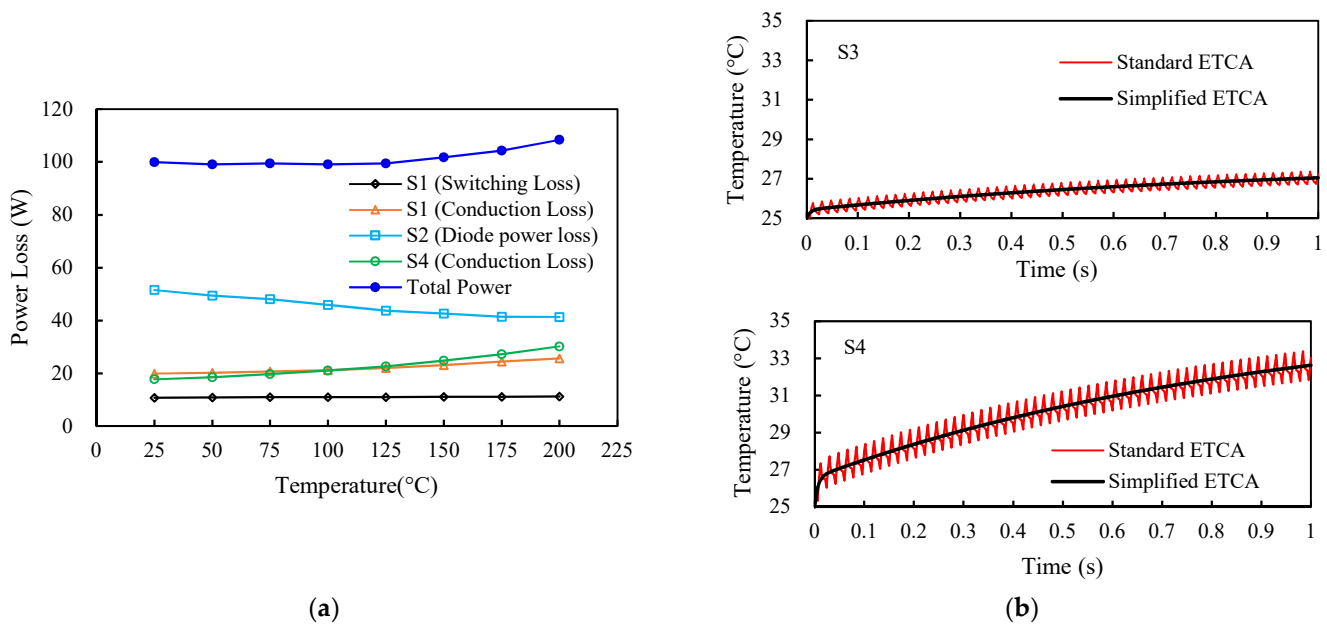 120
100
80
60
40
20
0
Power Loss (W)
S1 (Switching Loss)
S1 (Conduction Loss)
S2 (Diode power loss)
S4 (Conduction Loss)
Total Power
0 25 50 75 100 125 150 175 200 225
Temperature(°C)
(a)
35
33
31
29
27
25
Temperature (°C)
S3
Standard ETCA
Simplified ETCA
0 0.1 0.2 0.3 0.4 0.5 0.6 0.7 0.8 0.9 1
Time (s)
35
33
31
29
27
25
Temperature (°C)
S4
Standard ETCA
Simplified ETCA
0 0.1 0.2 0.3 0.4 0.5 0.6 0.7 0.8 0.9 1
Time (s)
(b)